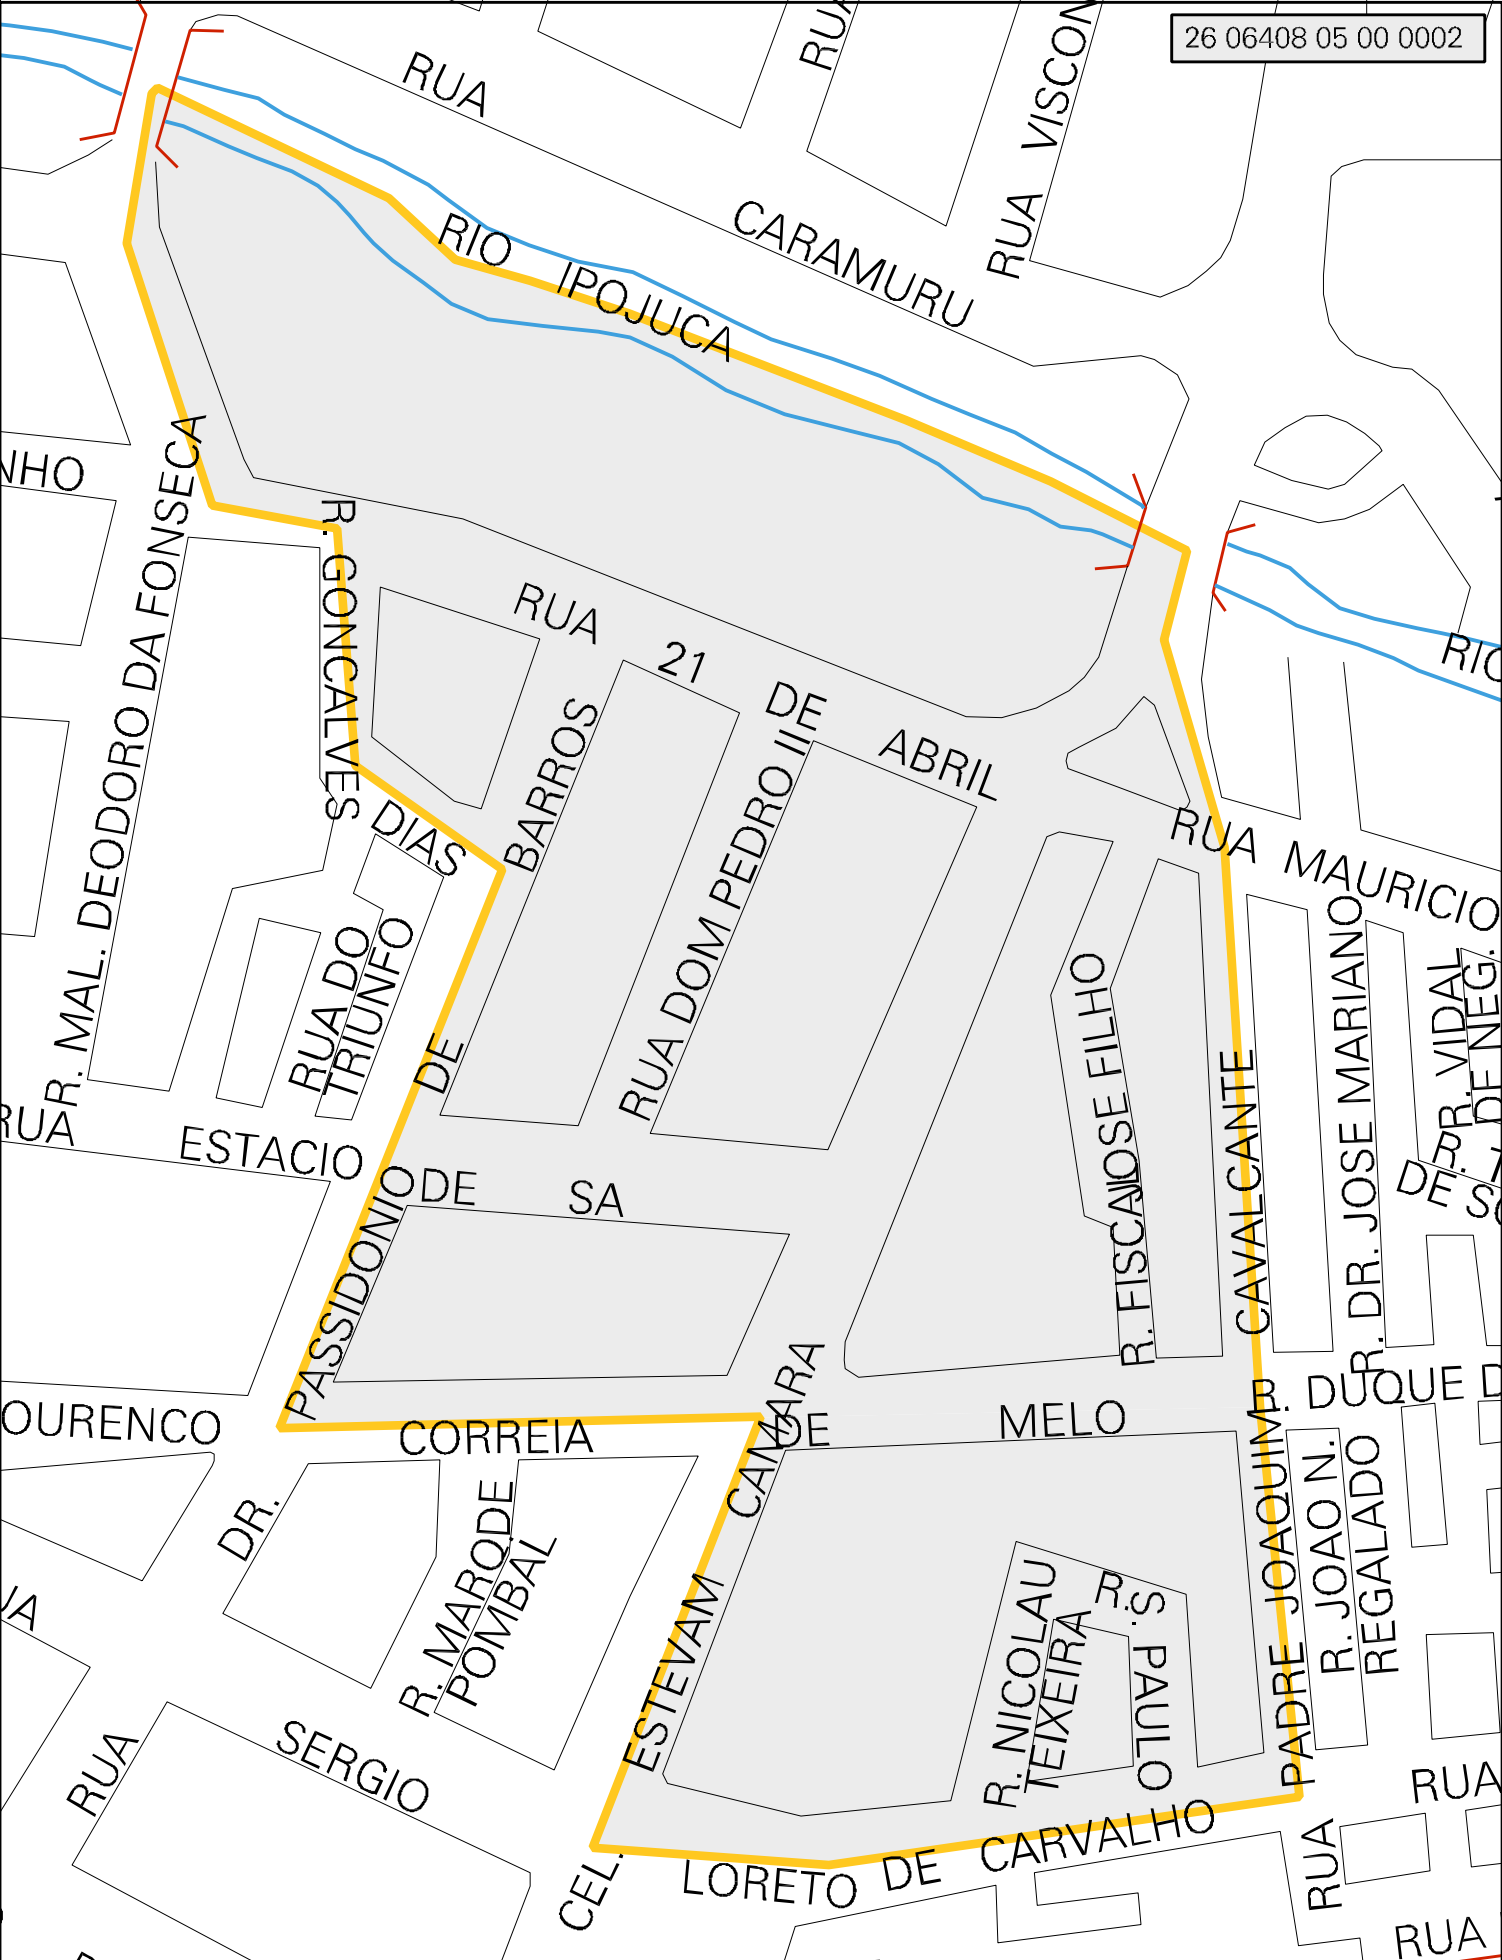 26 06408 05 00 0002
RUA
RUA VISCON
RUA
CARAMURU
RIO IPOJUCA
NHO
R. MAL. DEODORO DA FONSECA
R. GONCALVES
DIAS
RUA 21 DE ABRIL
RIO
BARROS
DE
PASSIDONIO
DR.
RUA DOM PEDRO II
RUA MAURICIO
RUA DO
TRIUNFO
JOSE FILHO
R. FISCAL
CAVALCANTE
PADRE JOAQUIM
RUA
R. DR. JOSE MARIANO
R. VIDAL
DE NEG.
RUA ESTACIO DE SA
R.
DE SO
OURENCO
CORREIA DE MELO
R. DUQUE D
CAMARA
ESTEVAM
CEL.
R. MARQ.DE
POMBAL
R. NICOLAU
TEIXEIRA
R. S. PAULO
R. JOAO N.
REGALADO
UA
RUA
SERGIO
LORETO DE CARVALHO
RUA
RUA